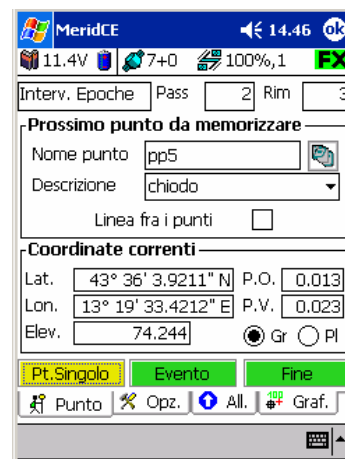 MeridCE 14.46 ok
11.4V 7+0 100%,1 FX
Interv. Epoche Pass 2 Rim 3
Prossimo punto da memorizzare
Nome punto pp5
Descrizione chiodo
Linea fra i punti
Coordinate correnti
Lat. 43° 36' 3.9211" N P.O. 0.013
Lon. 13° 19' 33.4212" E P.V. 0.023
Elev. 74.244 Gr Pl
Pt.Singolo Evento Fine
Punto Opz. All. Graf.